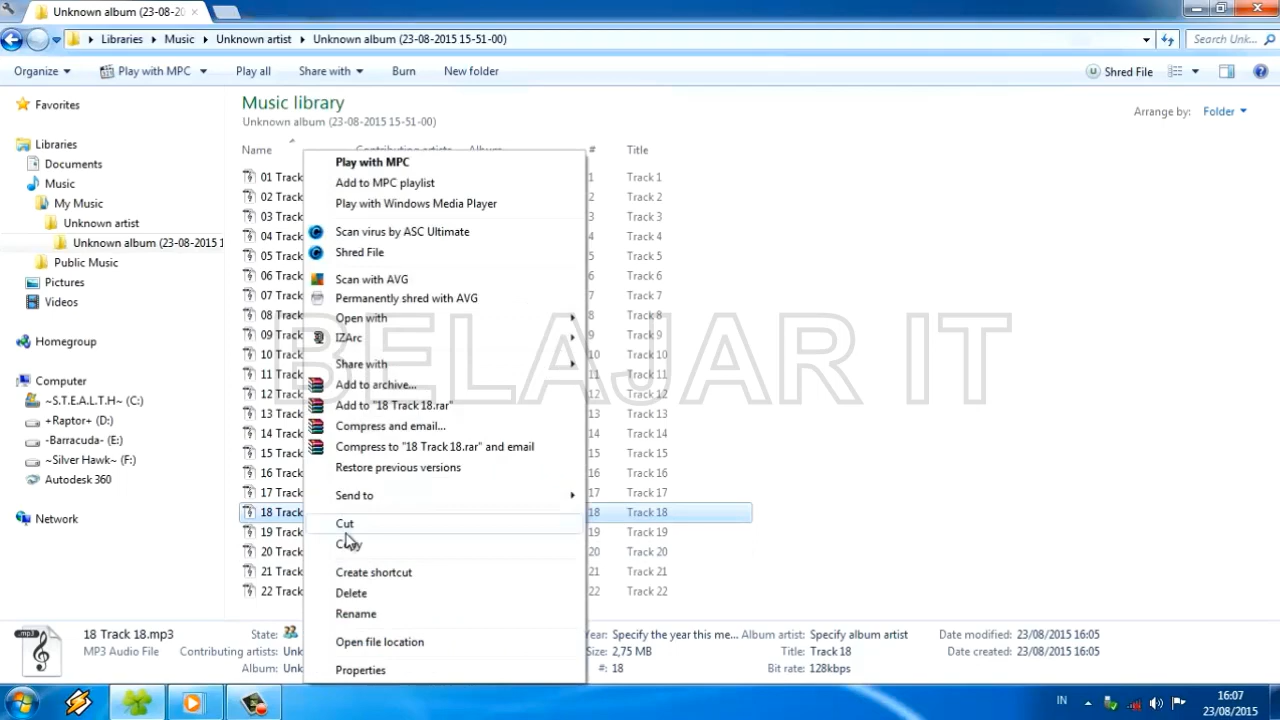 Unknown album (23-08-2015
Libraries Music Unknown artist Unknown album (23-08-2015 15-51-00)
Search Unk...
Organize Play with MPC Play all Share with Burn New folder Shred File
Favorites
Libraries
Documents
Music
My Music
Unknown artist
Unknown album (23-08-2015 1
Public Music
Pictures
Videos
Homegroup
Computer
~S.T.E.A.L.T.H~ (C:)
+Raptor+ (D:)
-Barracuda- (E:)
~Silver Hawk~ (F:)
Autodesk 360
Network
Music library
Unknown album (23-08-2015 15-51-00)
Arrange by: Folder
Name Contributing artists Album # Title
01 Track 1 Track 1
02 Track 2 Track 2
03 Track 3 Track 3
04 Track 4 Track 4
05 Track 5 Track 5
06 Track 6 Track 6
07 Track 7 Track 7
08 Track 8 Track 8
09 Track 9 Track 9
10 Track 10 Track 10
11 Track 11 Track 11
12 Track 12 Track 12
13 Track 13 Track 13
14 Track 14 Track 14
15 Track 15 Track 15
16 Track 16 Track 16
17 Track 17 Track 17
18 Track 18 Track 18
19 Track 19 Track 19
20 Track 20 Track 20
21 Track 21 Track 21
22 Track 22 Track 22
Play with MPC
Add to MPC playlist
Play with Windows Media Player
Scan virus by ASC Ultimate
Shred File
Scan with AVG
Permanently shred with AVG
Open with
IZArc
Share with
Add to archive...
Add to "18 Track 18.rar"
Compress and email...
Compress to "18 Track 18.rar" and email
Restore previous versions
Send to
Cut
Copy
Create shortcut
Delete
Rename
Open file location
Properties
BELAJAR IT
18 Track 18.mp3 State: Year: Specify the year this me... Album artist: Specify album artist Date modified: 23/08/2015 16:05
MP3 Audio File Contributing artists: Unk Size: 2,75 MB Title: Track 18 Date created: 23/08/2015 16:05
Album: Unk #: 18 Bit rate: 128kbps
.mp3
IN
16:07
23/08/2015